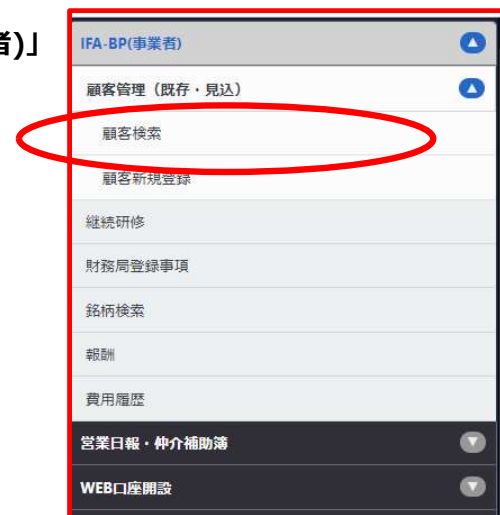 者)」
IFA-BP(事業者)
顧客管理（既存・見込）
顧客検索
顧客新規登録
継続研修
財務局登録事項
銘柄検索
報酬
費用履歴
営業日報・仲介補助簿
WEB口座開設